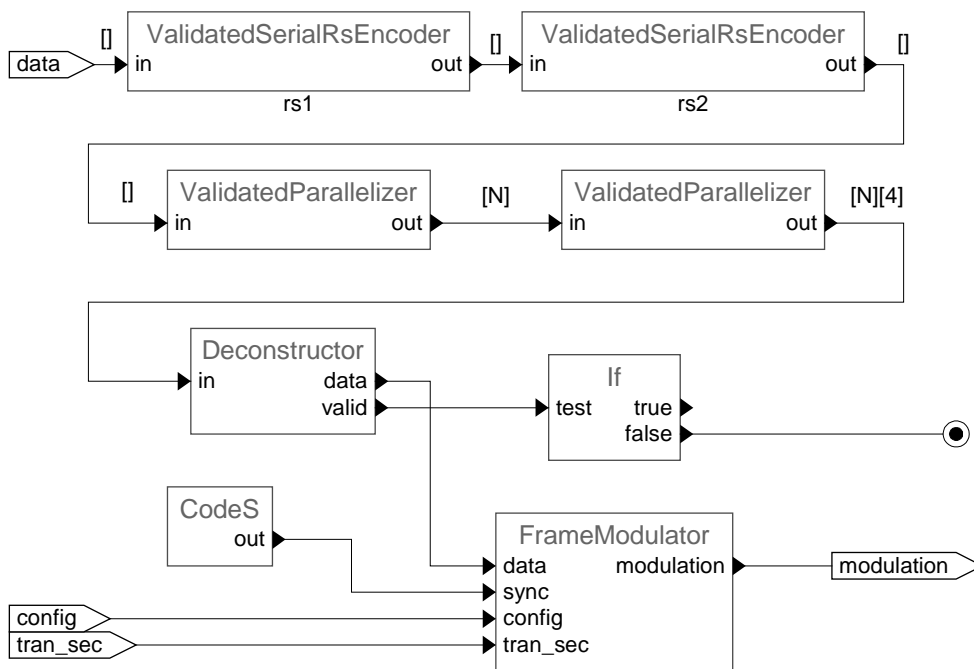 [] ValidatedSerialRsEncoder [] ValidatedSerialRsEncoder []
data in out in out
rs1 rs2
[] ValidatedParallelizer [N] ValidatedParallelizer [N][4]
in out in out
Deconstructor
in data
valid
If
test true
false
CodeS
out
FrameModulator
data modulation modulation
sync
config config
tran_sec tran_sec